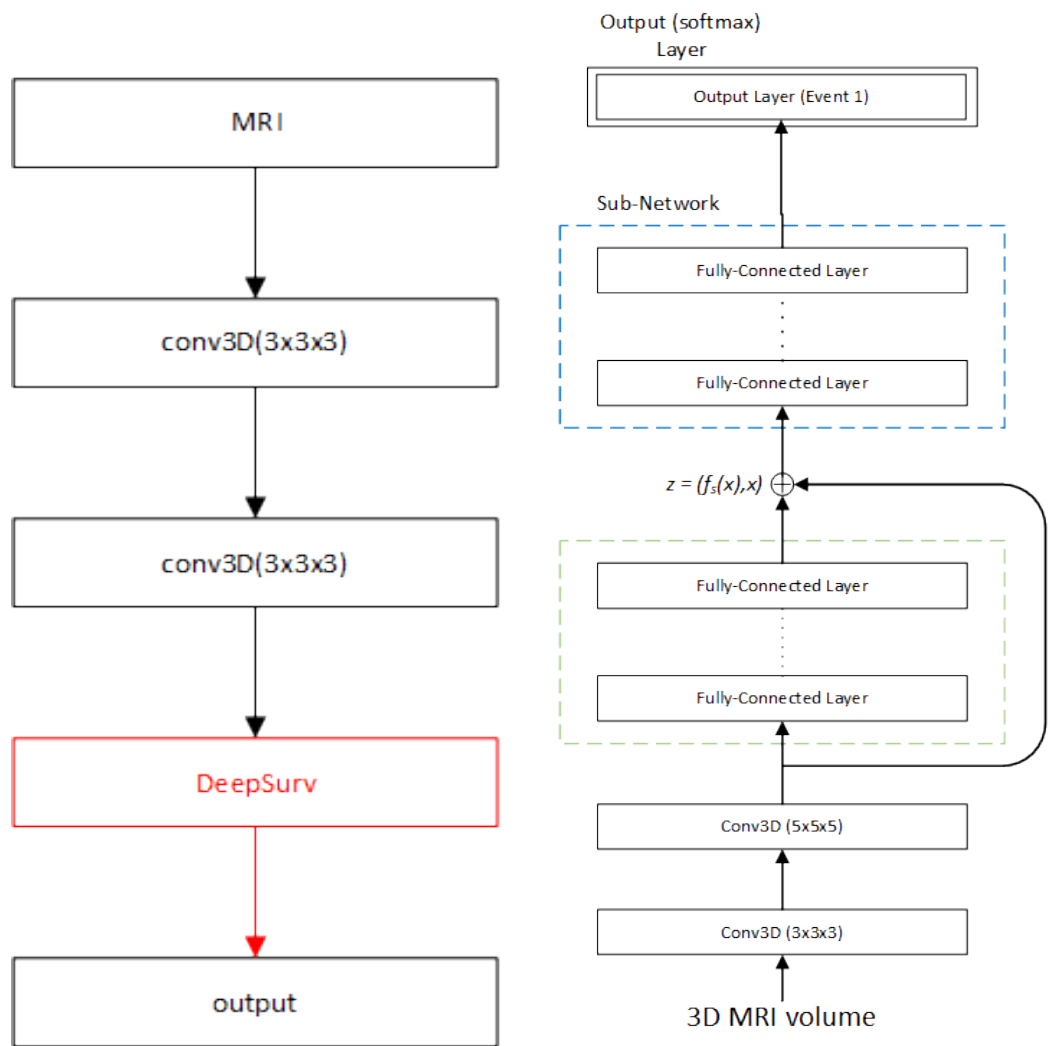 MRI
conv3D(3x3x3)
conv3D(3x3x3)
DeepSurv
output
Output (softmax)
Layer
Output Layer (Event 1)
Sub-Network
Fully-Connected Layer
Fully-Connected Layer
z = (fₛ(x),x)
Fully-Connected Layer
Fully-Connected Layer
Conv3D (5x5x5)
Conv3D (3x3x3)
3D MRI volume